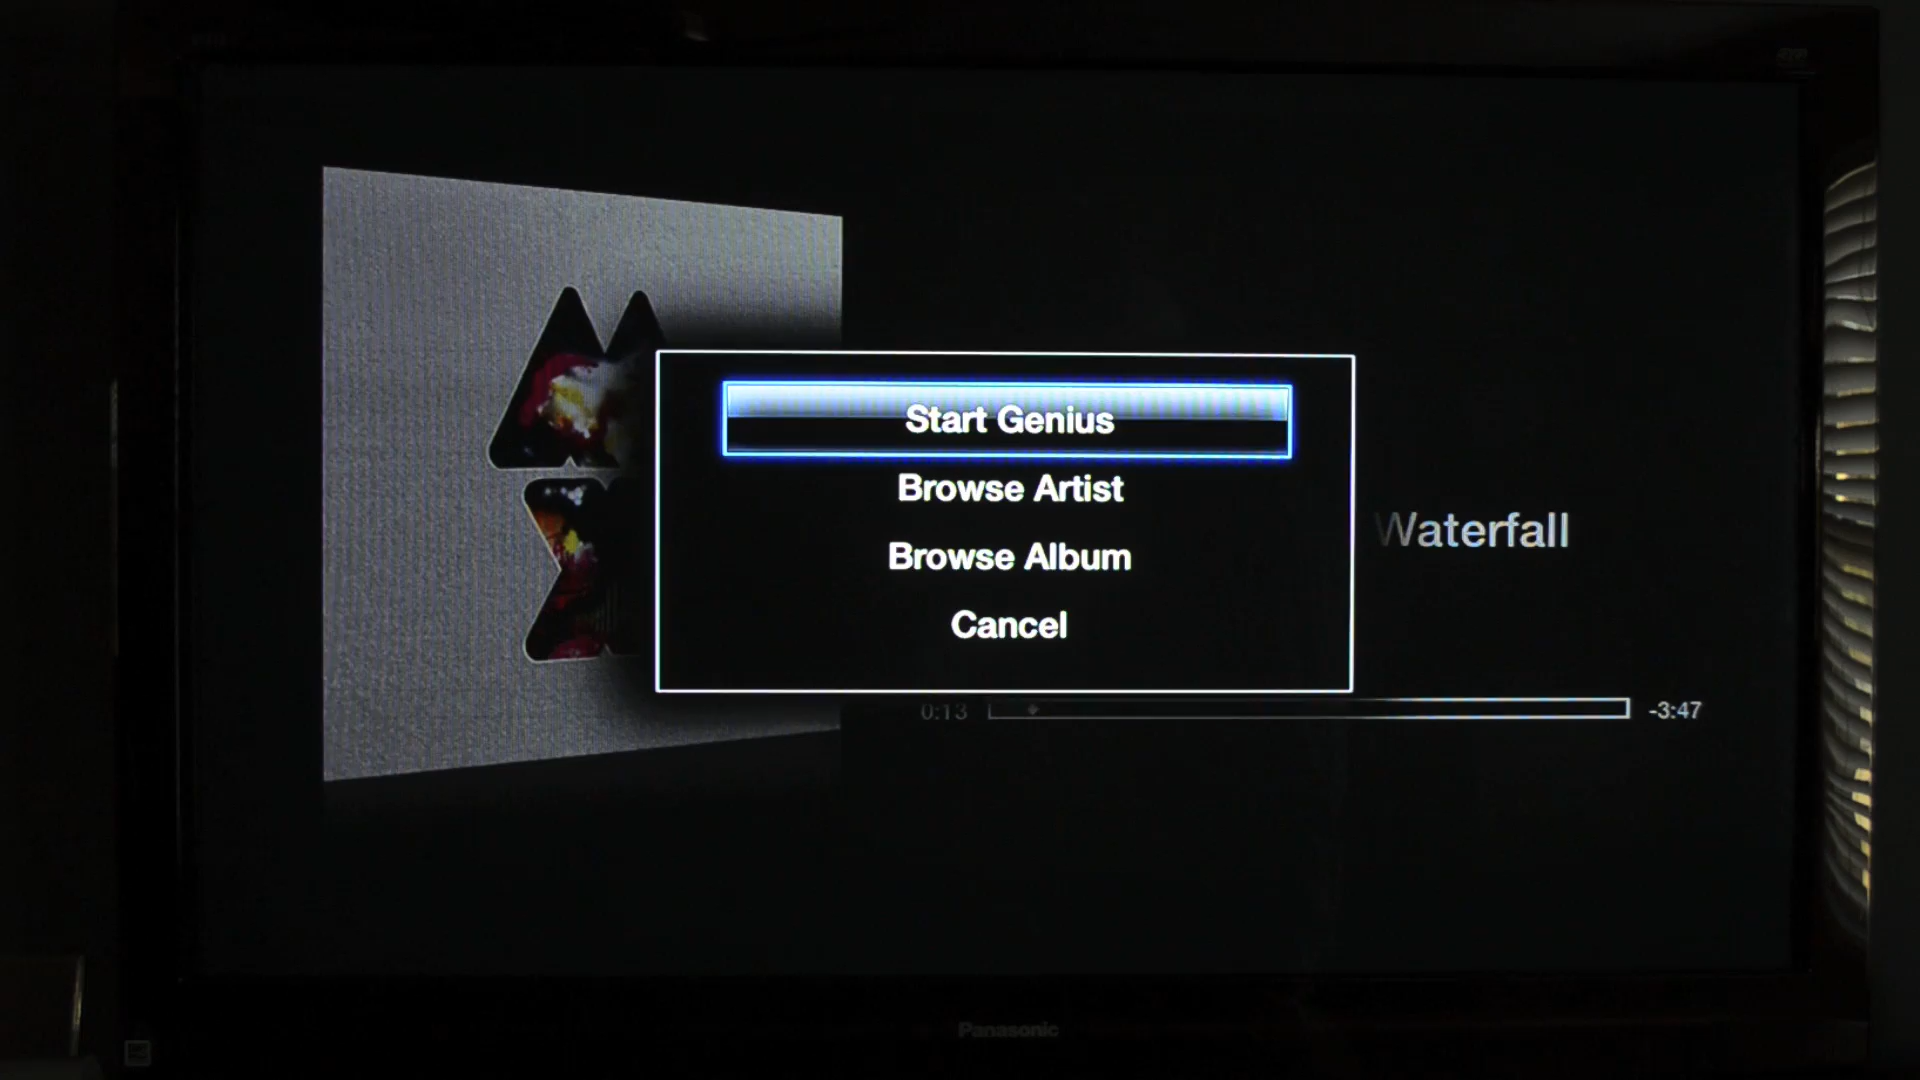 Start Genius
Browse Artist
Browse Album
Cancel
Waterfall
0:13
-3:47
Panasonic